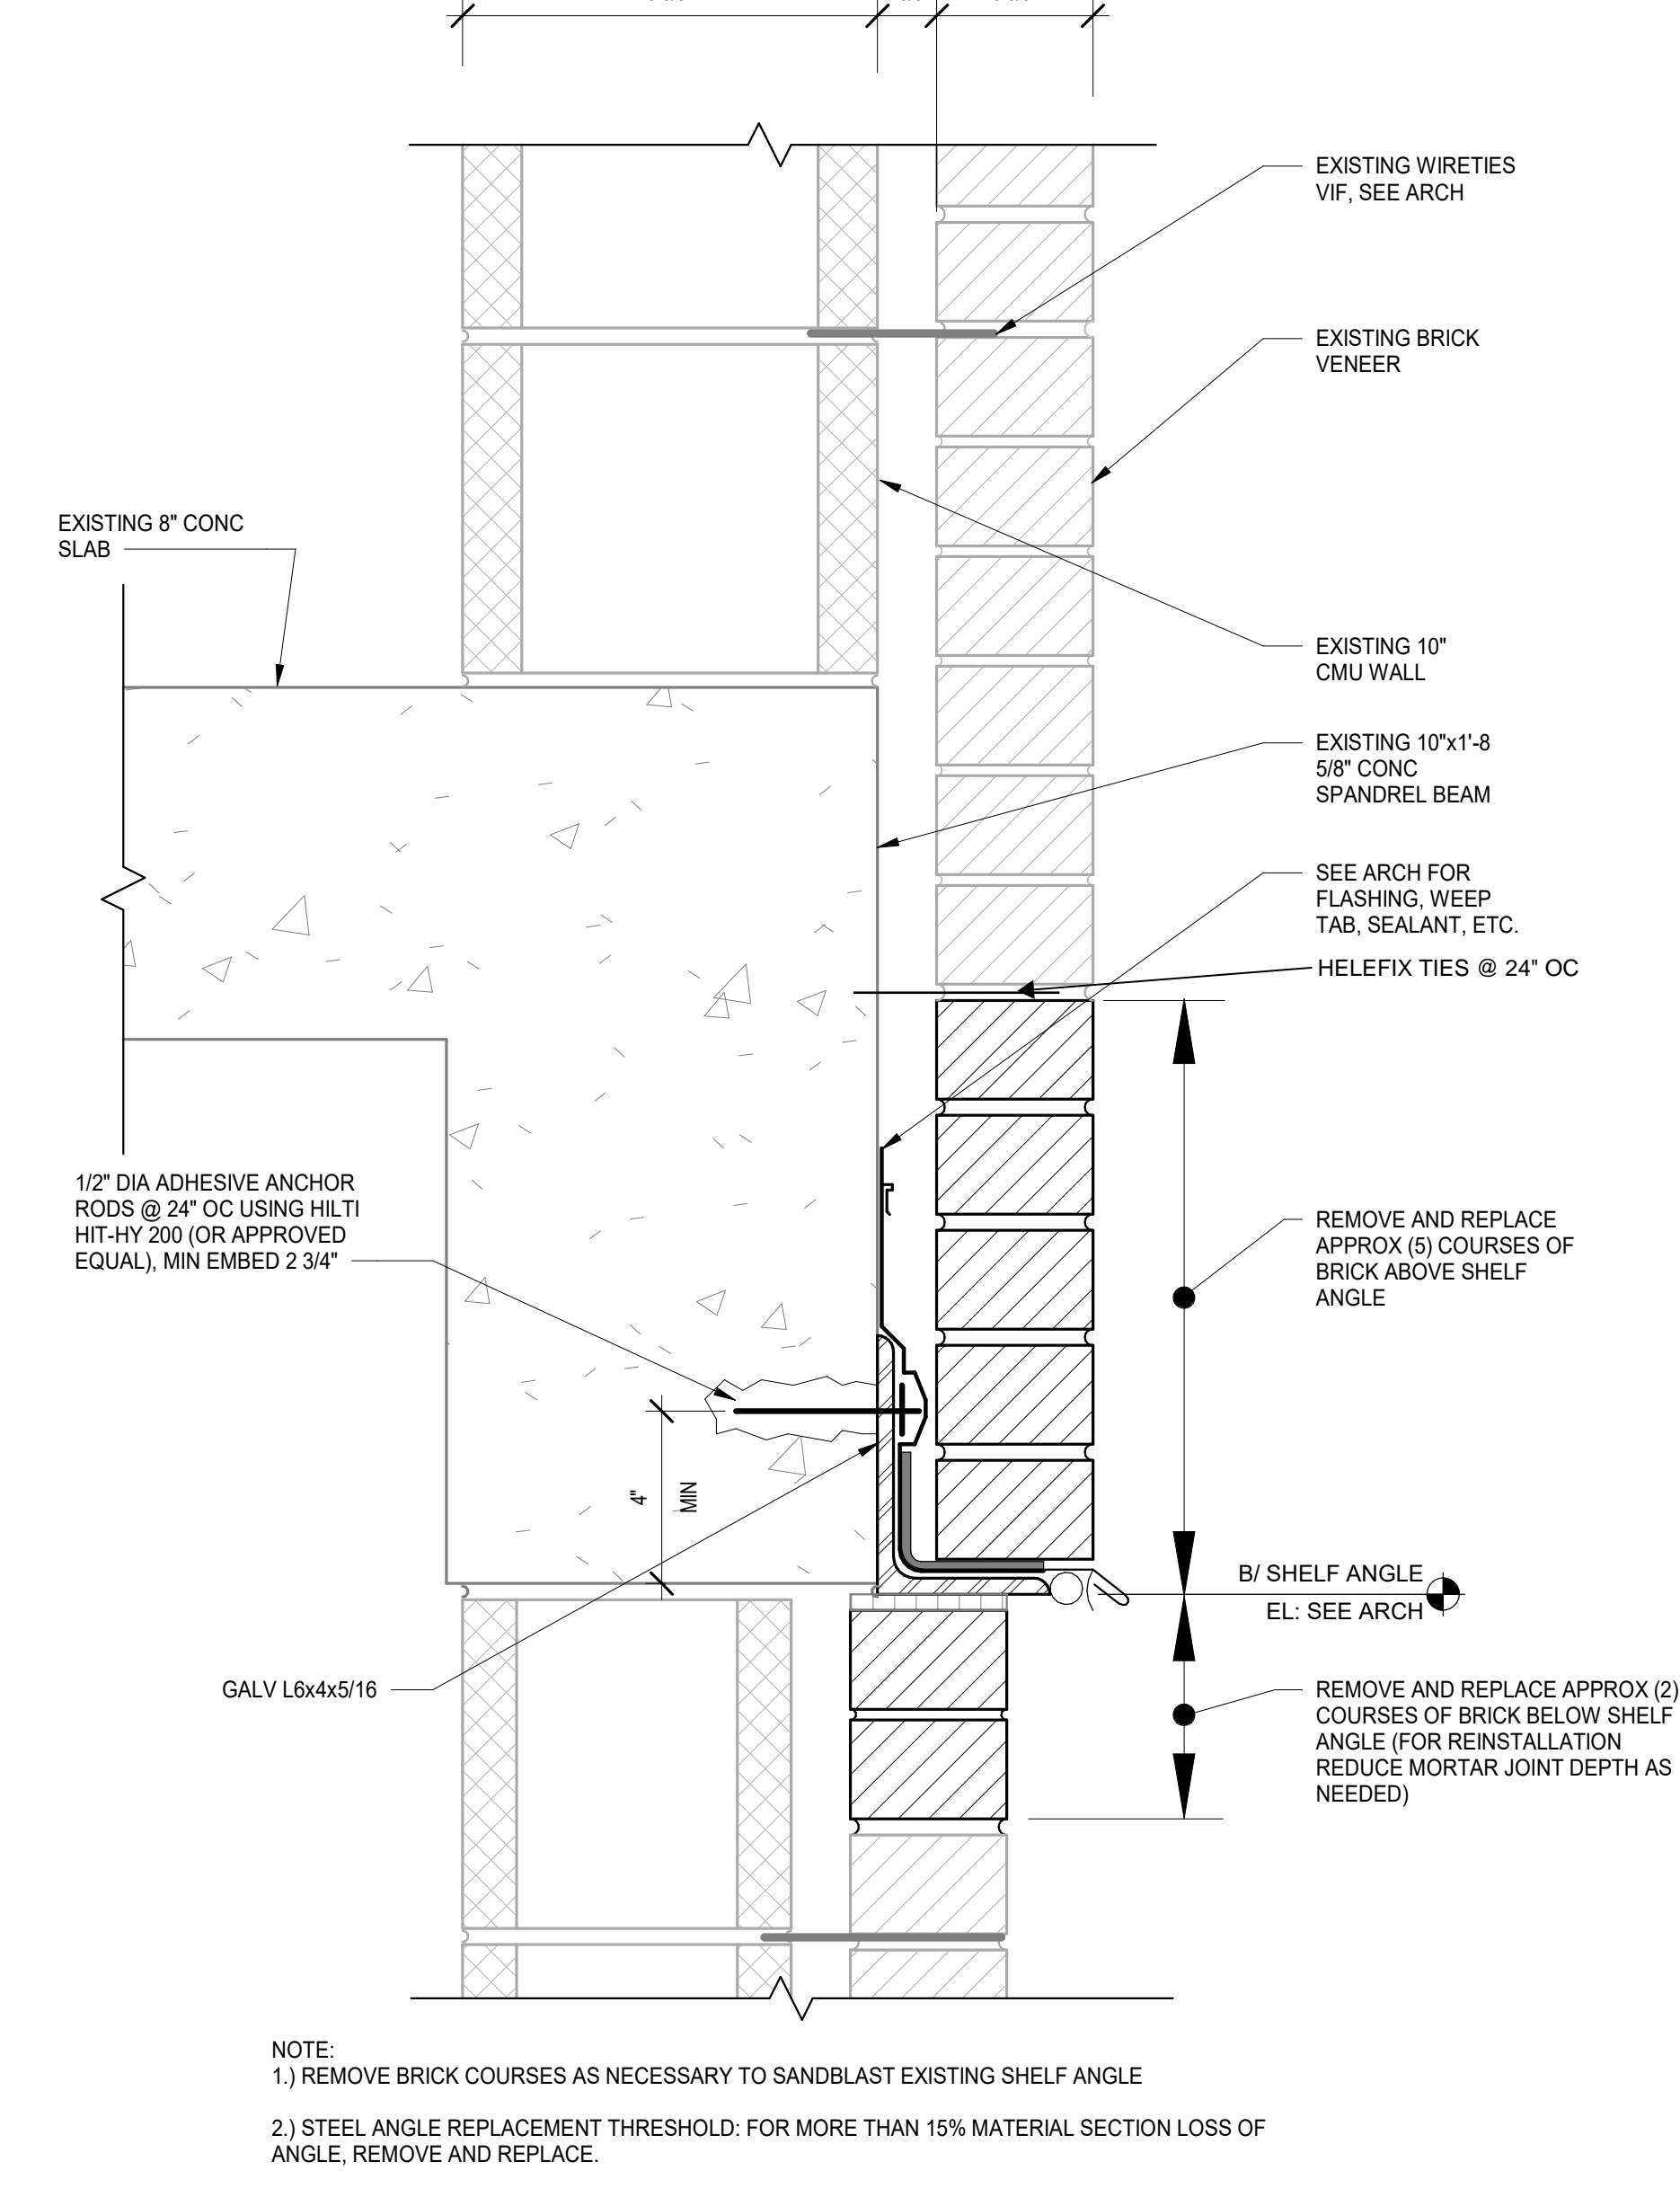 EXISTING WIRETIES
VIF, SEE ARCH
EXISTING BRICK
VENEER
EXISTING 8" CONC
SLAB
EXISTING 10"
CMU WALL
EXISTING 10"x1'-8
5/8" CONC
SPANDREL BEAM
SEE ARCH FOR
FLASHING, WEEP
TAB, SEALANT, ETC.
HELEFIX TIES @ 24" OC
1/2" DIA ADHESIVE ANCHOR
RODS @ 24" OC USING HILTI
HIT-HY 200 (OR APPROVED
EQUAL), MIN EMBED 2 3/4"
REMOVE AND REPLACE
APPROX (5) COURSES OF
BRICK ABOVE SHELF
ANGLE
4"
MIN
B/ SHELF ANGLE
EL: SEE ARCH
GALV L6x4x5/16
REMOVE AND REPLACE APPROX (2)
COURSES OF BRICK BELOW SHELF
ANGLE (FOR REINSTALLATION
REDUCE MORTAR JOINT DEPTH AS
NEEDED)
NOTE:
1.) REMOVE BRICK COURSES AS NECESSARY TO SANDBLAST EXISTING SHELF ANGLE
2.) STEEL ANGLE REPLACEMENT THRESHOLD: FOR MORE THAN 15% MATERIAL SECTION LOSS OF
ANGLE, REMOVE AND REPLACE.